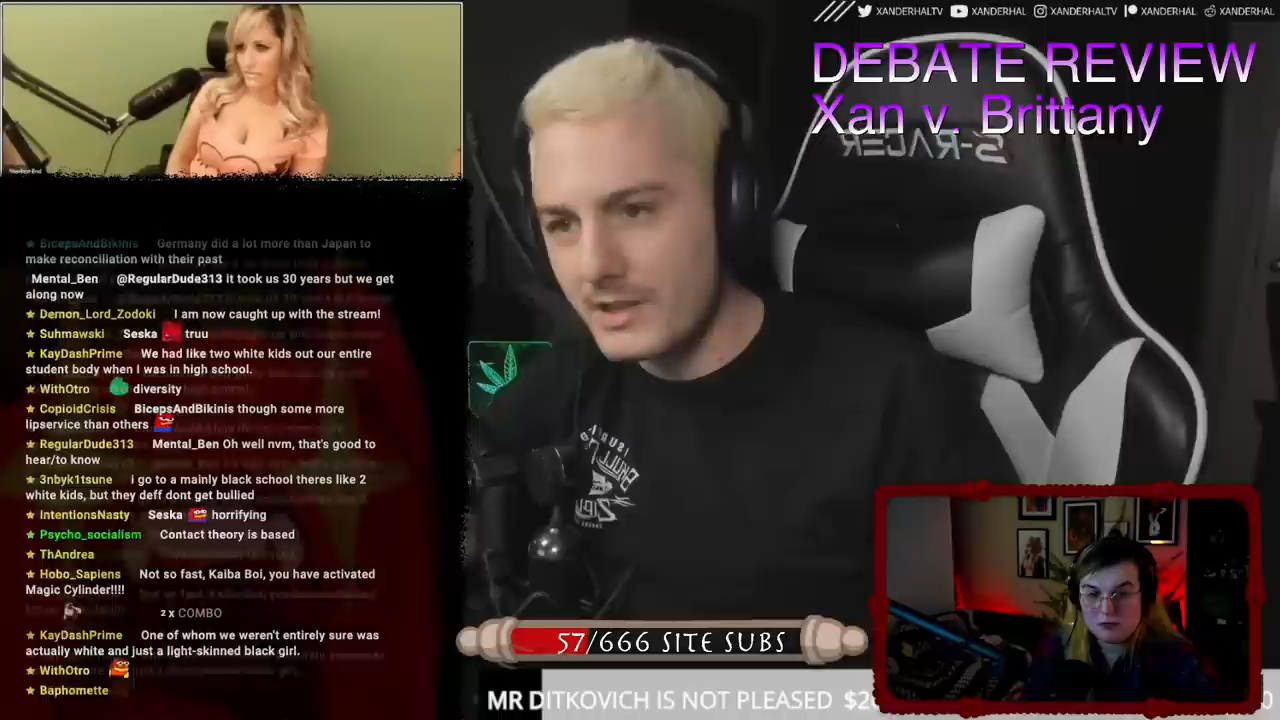 XANDERHALTV XANDERHAL XANDERHALTV XANDERHAL XANDERHAL
DEBATE REVIEW
Xan v. Brittany
S-RACER
BicepsAndBikinis Germany did a lot more than Japan to
make reconciliation with their past
Mental_Ben @RegularDude313 it took us 30 years but we get
along now
Demon_Lord_Zodoki I am now caught up with the stream!
Suhmawski Seska truu
KayDashPrime We had like two white kids out our entire
student body when I was in high school.
WithOtro diversity
CopioidCrisis BicepsAndBikinis though some more
lipservice than others
RegularDude313 Mental_Ben Oh well nvm, that's good to
hear/to know
3nbyk1tsune i go to a mainly black school theres like 2
white kids, but they deff dont get bullied
IntentionsNasty Seska horrifying
Psycho_socialism Contact theory is based
ThAndrea
Hobo_Sapiens Not so fast, Kaiba Boi, you have activated
Magic Cylinder!!!!
2 x COMBO
KayDashPrime One of whom we weren't entirely sure was
actually white and just a light-skinned black girl.
WithOtro
Baphomette
57/666 SITE SUBS
MR DITKOVICH IS NOT PLEASED